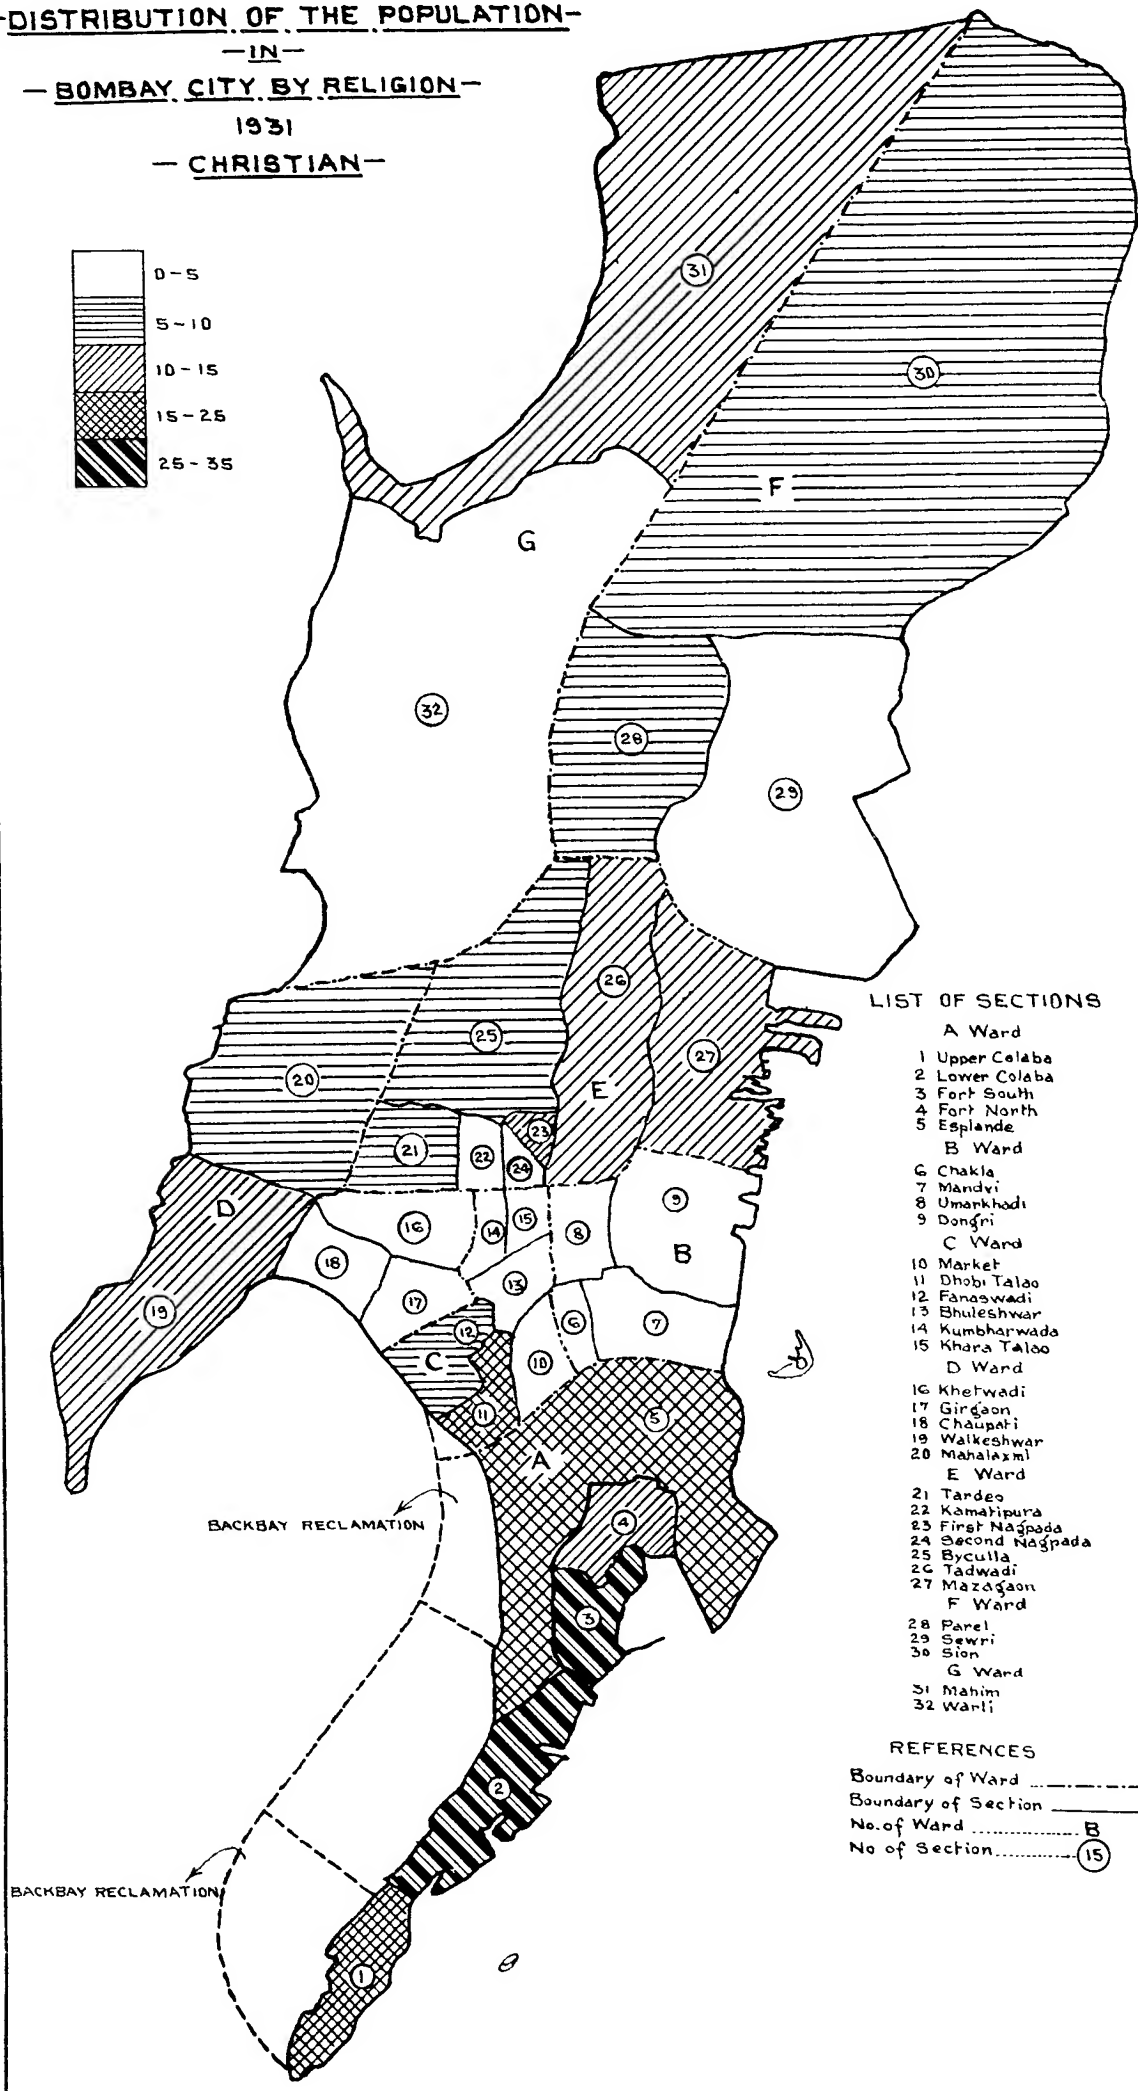 -DISTRIBUTION OF THE POPULATION-
-IN-
-BOMBAY CITY BY RELIGION-
1931
-CHRISTIAN-
0-5
5-10
10-15
15-25
25-35
31
30
F
G
32
28
29
26
25
27
20
E
23
21
22
24
9
D
16
14
15
8
B
18
13
19
17
12
6
7
C
10
11
5
A
4
BACKBAY RECLAMATION
3
2
BACKBAY RECLAMATION
1
LIST OF SECTIONS
A Ward
1 Upper Colaba
2 Lower Colaba
3 Fort South
4 Fort North
5 Esplande
B Ward
6 Chakla
7 Mandvi
8 Umarkhadi
9 Dongri
C Ward
10 Market
11 Dhobi Talao
12 Fanaswadi
13 Bhuleshwar
14 Kumbharwada
15 Khara Talao
D Ward
16 Khetwadi
17 Girgaon
18 Chaupati
19 Walkeshwar
20 Mahalaxmi
E Ward
21 Tardeo
22 Kamatipura
23 First Nagpada
24 Second Nagpada
25 Byculla
26 Tadwadi
27 Mazagaon
F Ward
28 Parel
29 Sewri
30 Sion
G Ward
31 Mahim
32 Warli
REFERENCES
Boundary of Ward
Boundary of Section
No. of Ward ........... B
No of Section ........... 15